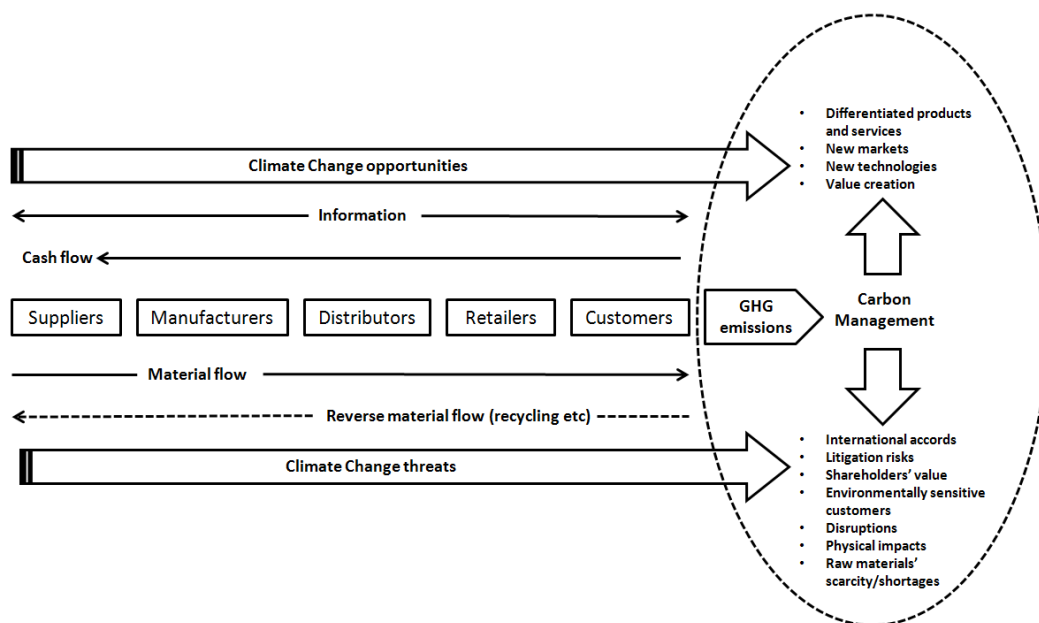 • Differentiated products
and services
• New markets
• New technologies
• Value creation
Climate Change opportunities
Information
Cash flow
Suppliers
Manufacturers
Distributors
Retailers
Customers
GHG
emissions
Carbon
Management
Material flow
Reverse material flow (recycling etc)
Climate Change threats
• International accords
• Litigation risks
• Shareholders’ value
• Environmentally sensitive
customers
• Disruptions
• Physical impacts
• Raw materials’
scarcity/shortages